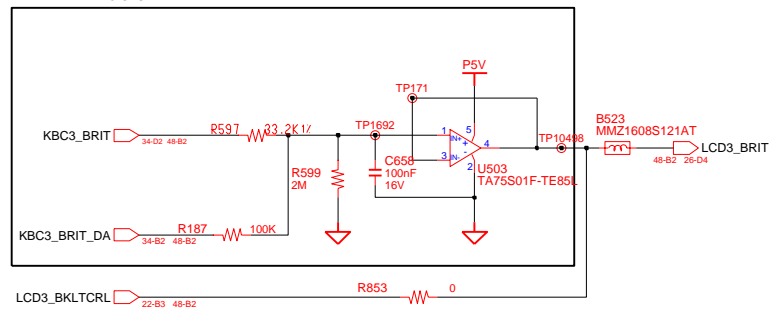 P5V
TP171
KBC3_BRIT
34-D2 48-B2
R597
33.2K1%
TP1692
1
IN+
+
5
4
-
3
IN-
2
TP10498
B523
MMZ1608S121AT
LCD3_BRIT
48-B2 26-D4
R599
2M
C658
100nF
16V
U503
TA75S01F-TE85L
KBC3_BRIT_DA
34-B2 48-B2
R187
100K
LCD3_BKLTCRL
22-B3 48-B2
R853
0